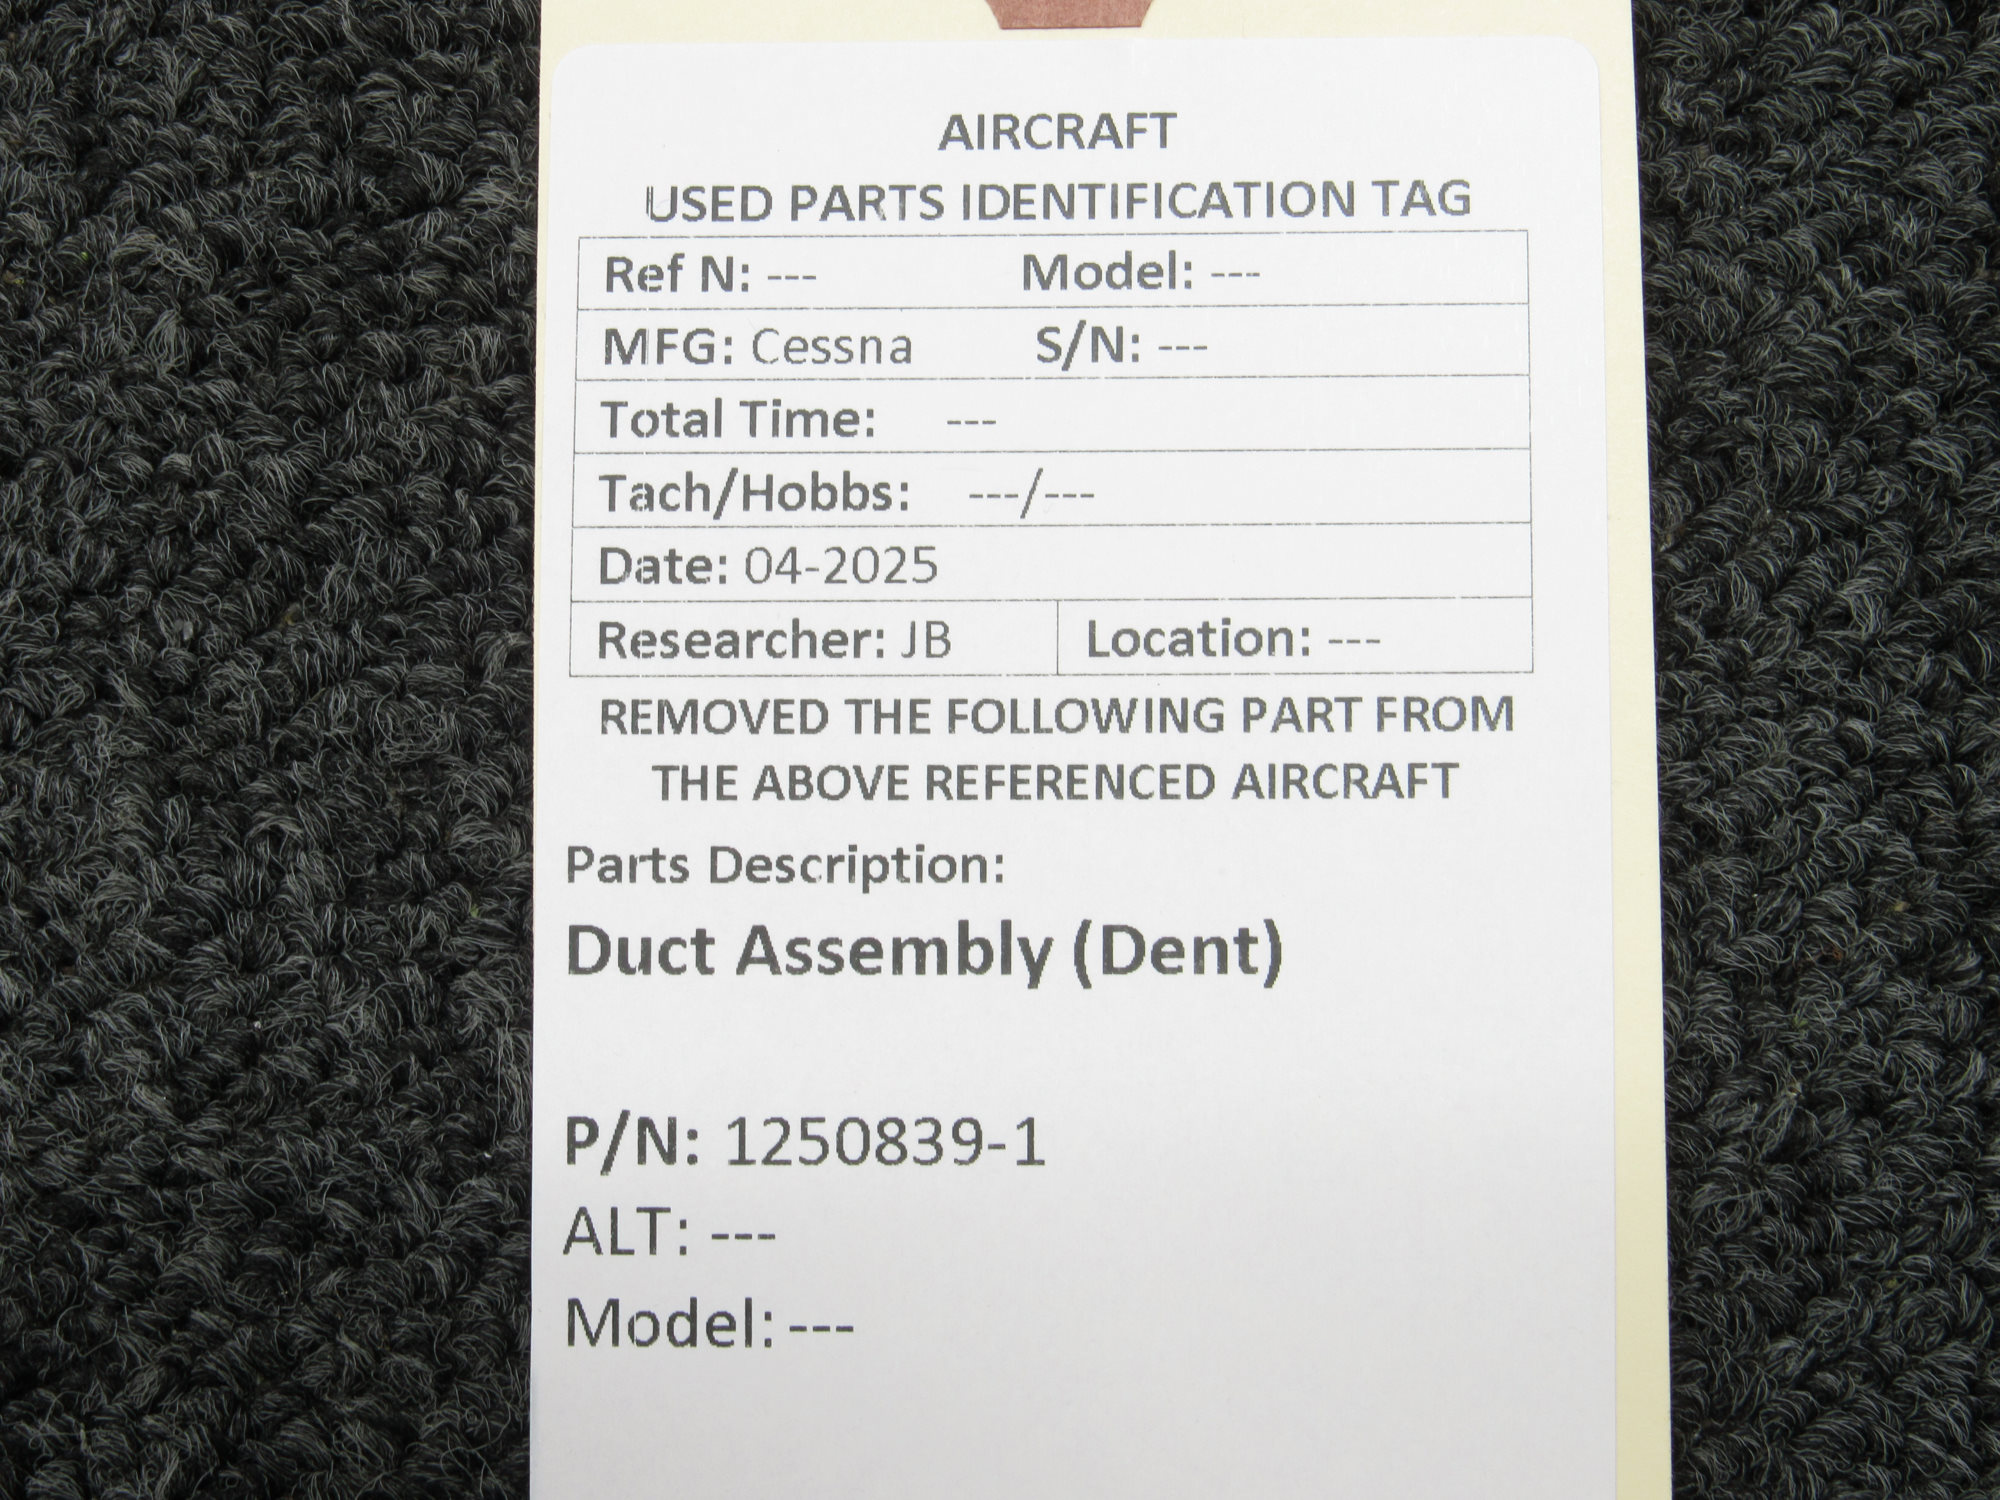 AIRCRAFT
USED PARTS IDENTIFICATION TAG
Ref N: --- Model: ---
MFG: Cessna S/N: ---
Total Time: ---
Tach/Hobbs: ---/---
Date: 04-2025
Researcher: JB Location: ---
REMOVED THE FOLLOWING PART FROM
THE ABOVE REFERENCED AIRCRAFT
Parts Description:
Duct Assembly (Dent)
P/N: 1250839-1
ALT: ---
Model: ---